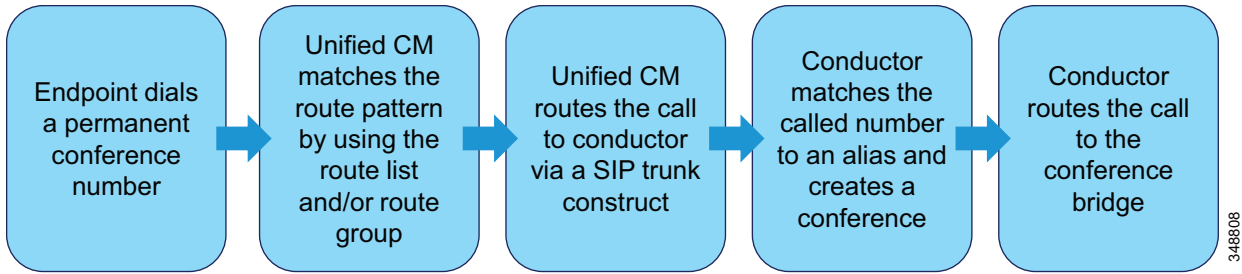 Endpoint dials
a permanent
conference
number
Unified CM
matches the
route pattern
by using the
route list
and/or route
group
Unified CM
routes the call
to conductor
via a SIP trunk
construct
Conductor
matches the
called number
to an alias and
creates a
conference
Conductor
routes the call
to the
conference
bridge
348808